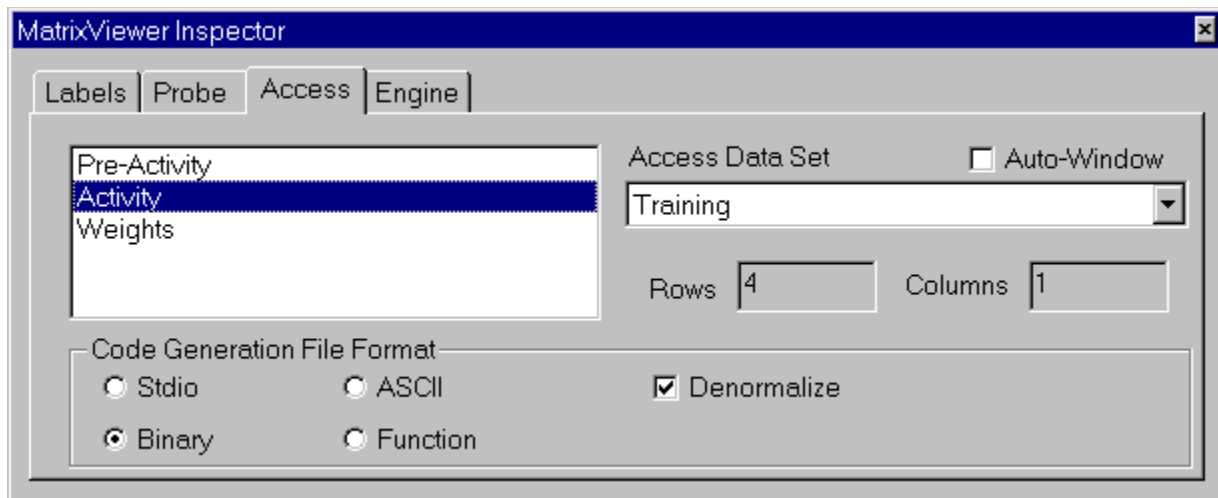 MatrixViewer Inspector
Labels Probe Access Engine
Pre-Activity
Activity
Weights
Access Data Set
Auto-Window
Training
Rows 4 Columns 1
Code Generation File Format
Stdio ASCII Denormalize
Binary Function